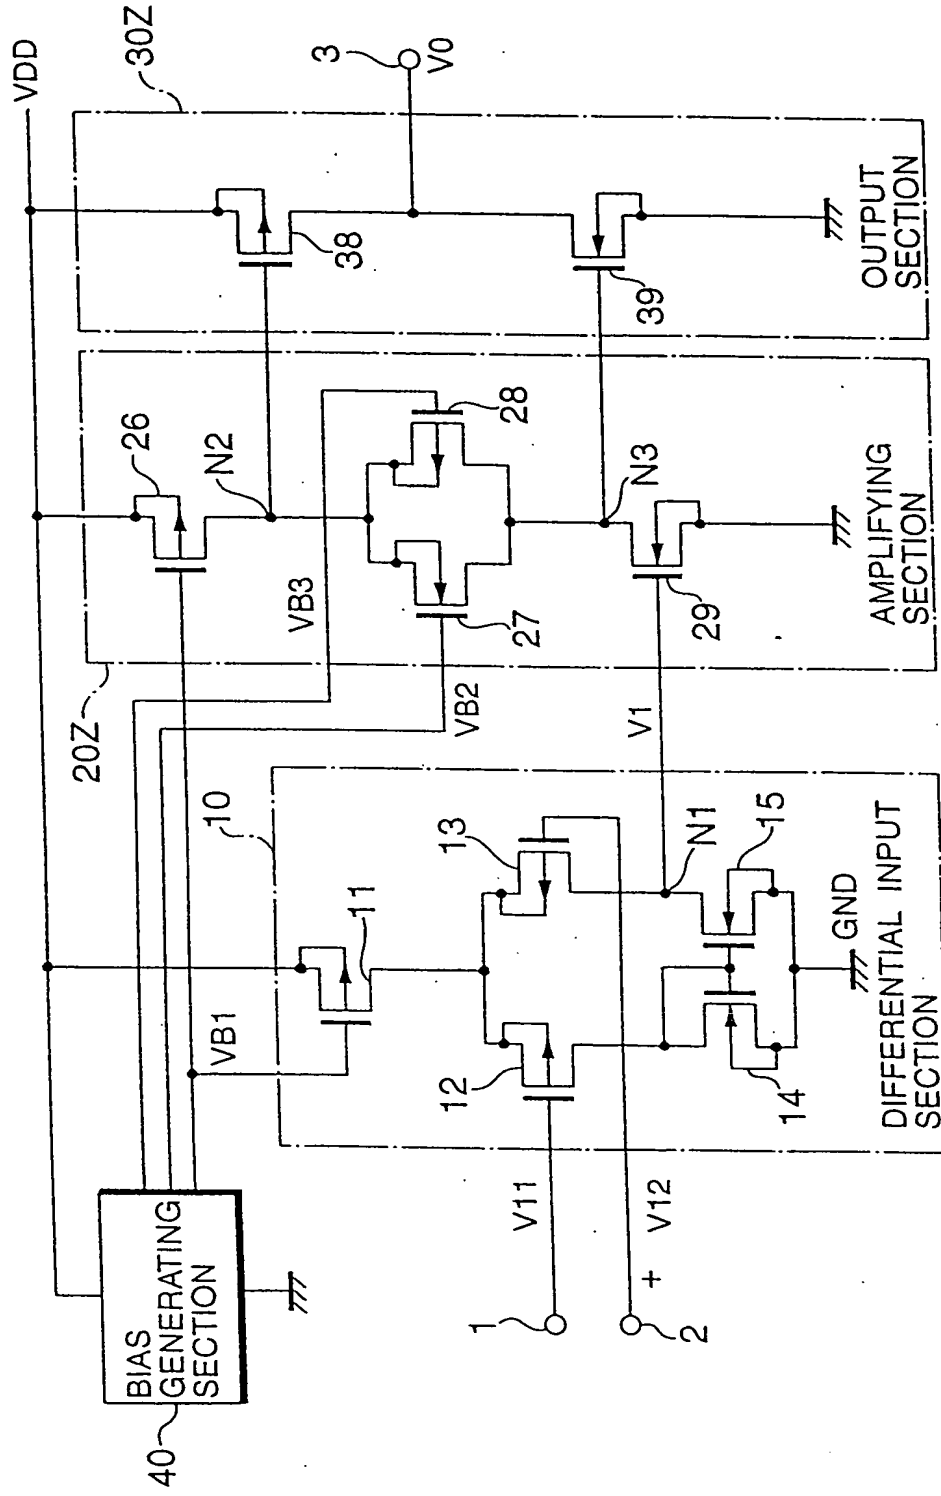 VDD
30Z
3
V0
38
39
OUTPUT
SECTION
26
N2
28
VB3
27
N3
29
AMPLIFYING
SECTION
20Z
VB2
V1
10
11
13
12
VB1
N1
15
14
GND
DIFFERENTIAL INPUT
SECTION
BIAS
GENERATING
SECTION
40
V11
V12
1
2
+